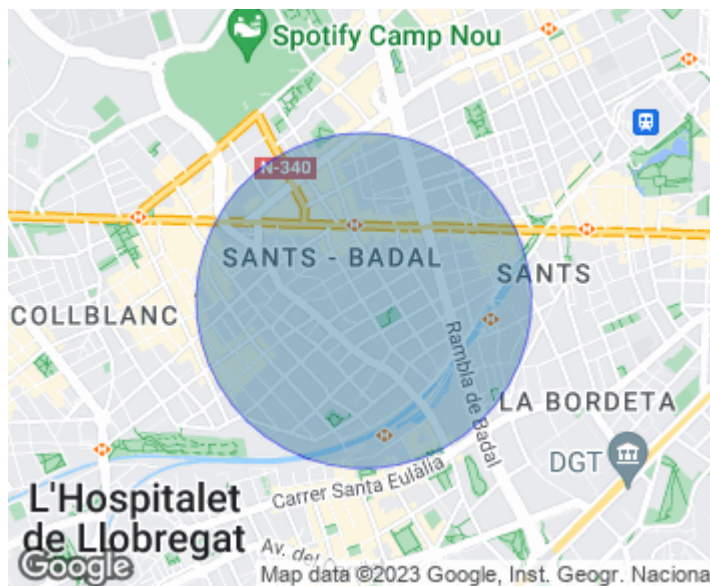 Spotify Camp Nou
N-340
SANTS - BADAL
SANTS
COLLBLANC
Rambla de Badal
LA BORDETA
DGT
Carrer Santa Eulàlia
L'Hospitalet
de Llobregat
Av. del
Google
Map data ©2023 Google, Inst. Geogr. Naciona